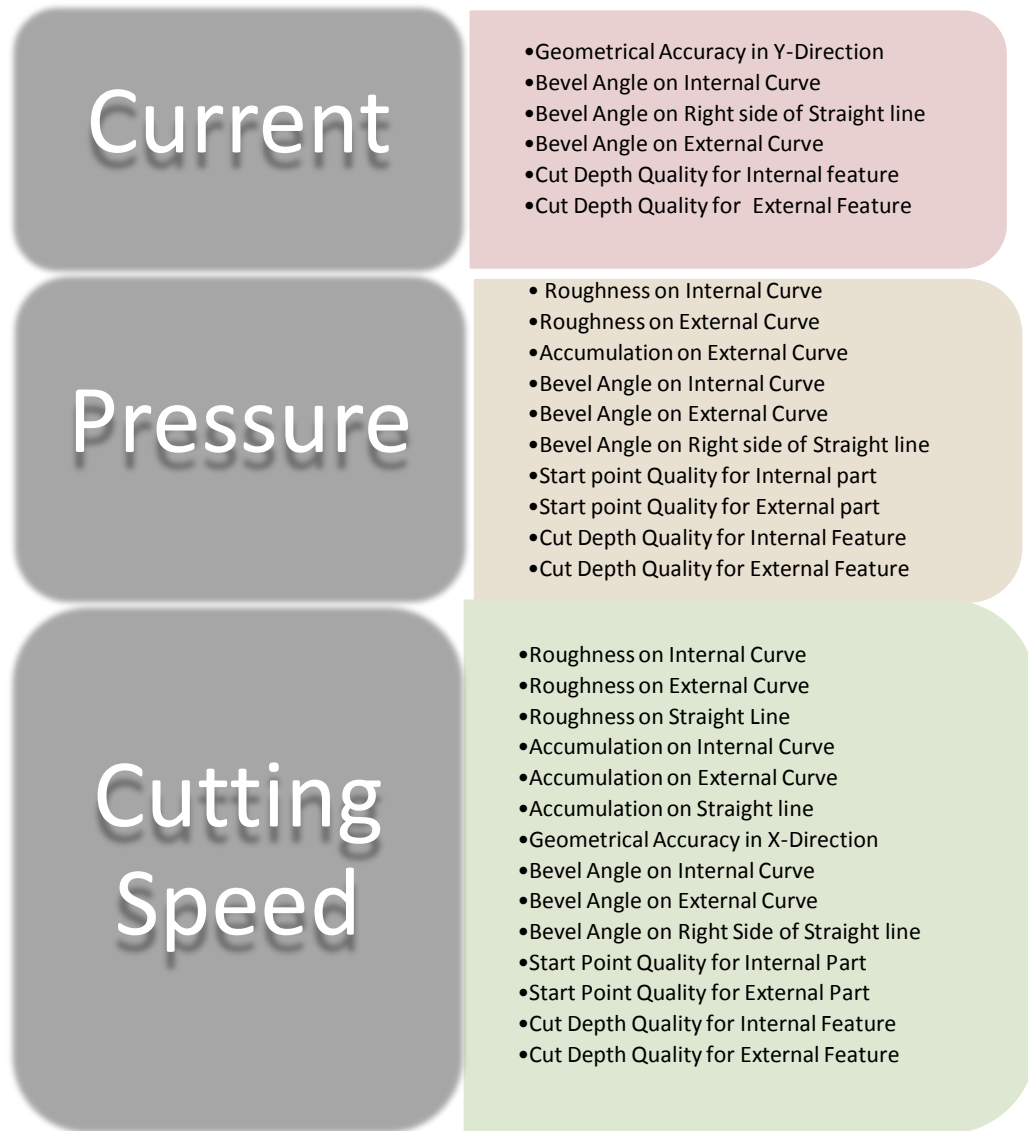 Current
•Geometrical Accuracy in Y-Direction
•Bevel Angle on Internal Curve
•Bevel Angle on Right side of Straight line
•Bevel Angle on External Curve
•Cut Depth Quality for Internal feature
•Cut Depth Quality for External Feature
Pressure
• Roughness on Internal Curve
•Roughness on External Curve
•Accumulation on External Curve
•Bevel Angle on Internal Curve
•Bevel Angle on External Curve
•Bevel Angle on Right side of Straight line
•Start point Quality for Internal part
•Start point Quality for External part
•Cut Depth Quality for Internal Feature
•Cut Depth Quality for External Feature
Cutting
Speed
•Roughness on Internal Curve
•Roughness on External Curve
•Roughness on Straight Line
•Accumulation on Internal Curve
•Accumulation on External Curve
•Accumulation on Straight line
•Geometrical Accuracy in X-Direction
•Bevel Angle on Internal Curve
•Bevel Angle on External Curve
•Bevel Angle on Right Side of Straight line
•Start Point Quality for Internal Part
•Start Point Quality for External Part
•Cut Depth Quality for Internal Feature
•Cut Depth Quality for External Feature